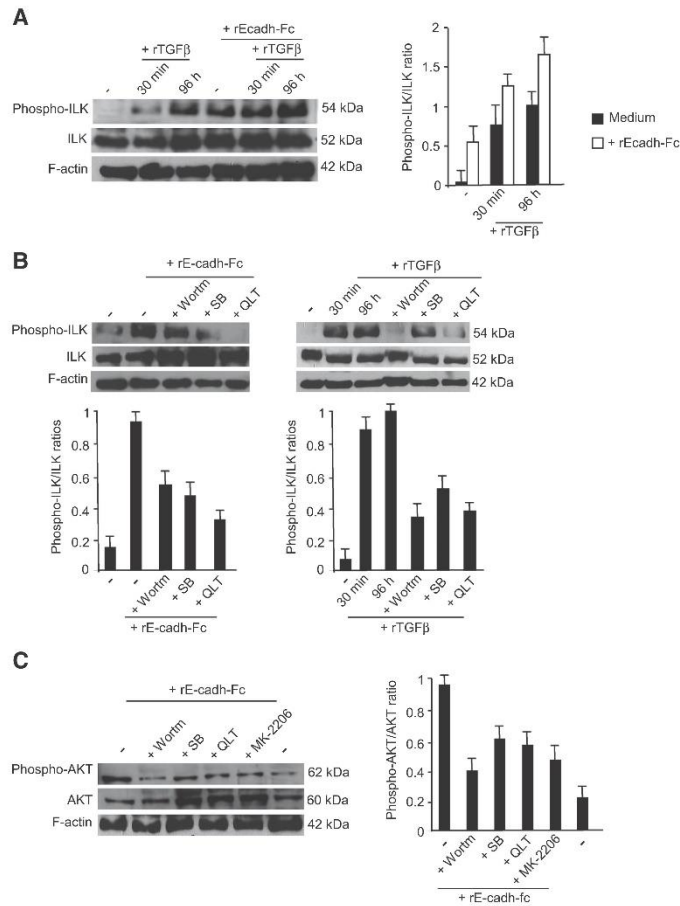 A
+ rEcadh-Fc
+ rTGFβ + rTGFβ
- 30 min 96 h - 30 min 96 h
Phospho-ILK 54 kDa
ILK 52 kDa
F-actin 42 kDa
Phospho-ILK/ILK ratio
2
1.5
1
0.5
0
- 30 min 96 h
+ rTGFβ
Medium
+ rEcadh-Fc
B
+ rE-cadh-Fc
- - + Wortm + SB + QLT
Phospho-ILK
ILK
F-actin
+ rTGFβ
- 30 min 96 h + Wortm + SB + QLT
54 kDa
52 kDa
42 kDa
Phospho-ILK/ILK ratios
1
0.8
0.6
0.4
0.2
0
- - + Wortm + SB + QLT
+ rE-cadh-Fc
Phospho-ILK/ILK ratios
1
0.8
0.6
0.4
0.2
0
- 30 min 96 h + Wortm + SB + QLT
+ rTGFβ
C
+ rE-cadh-Fc
- + Wortm + SB + QLT + MK-2206 -
Phospho-AKT 62 kDa
AKT 60 kDa
F-actin 42 kDa
Phospho-AKT/AKT ratio
1
0.8
0.6
0.4
0.2
0
- + Wortm + SB + QLT + MK-2206 -
+ rE-cadh-fc